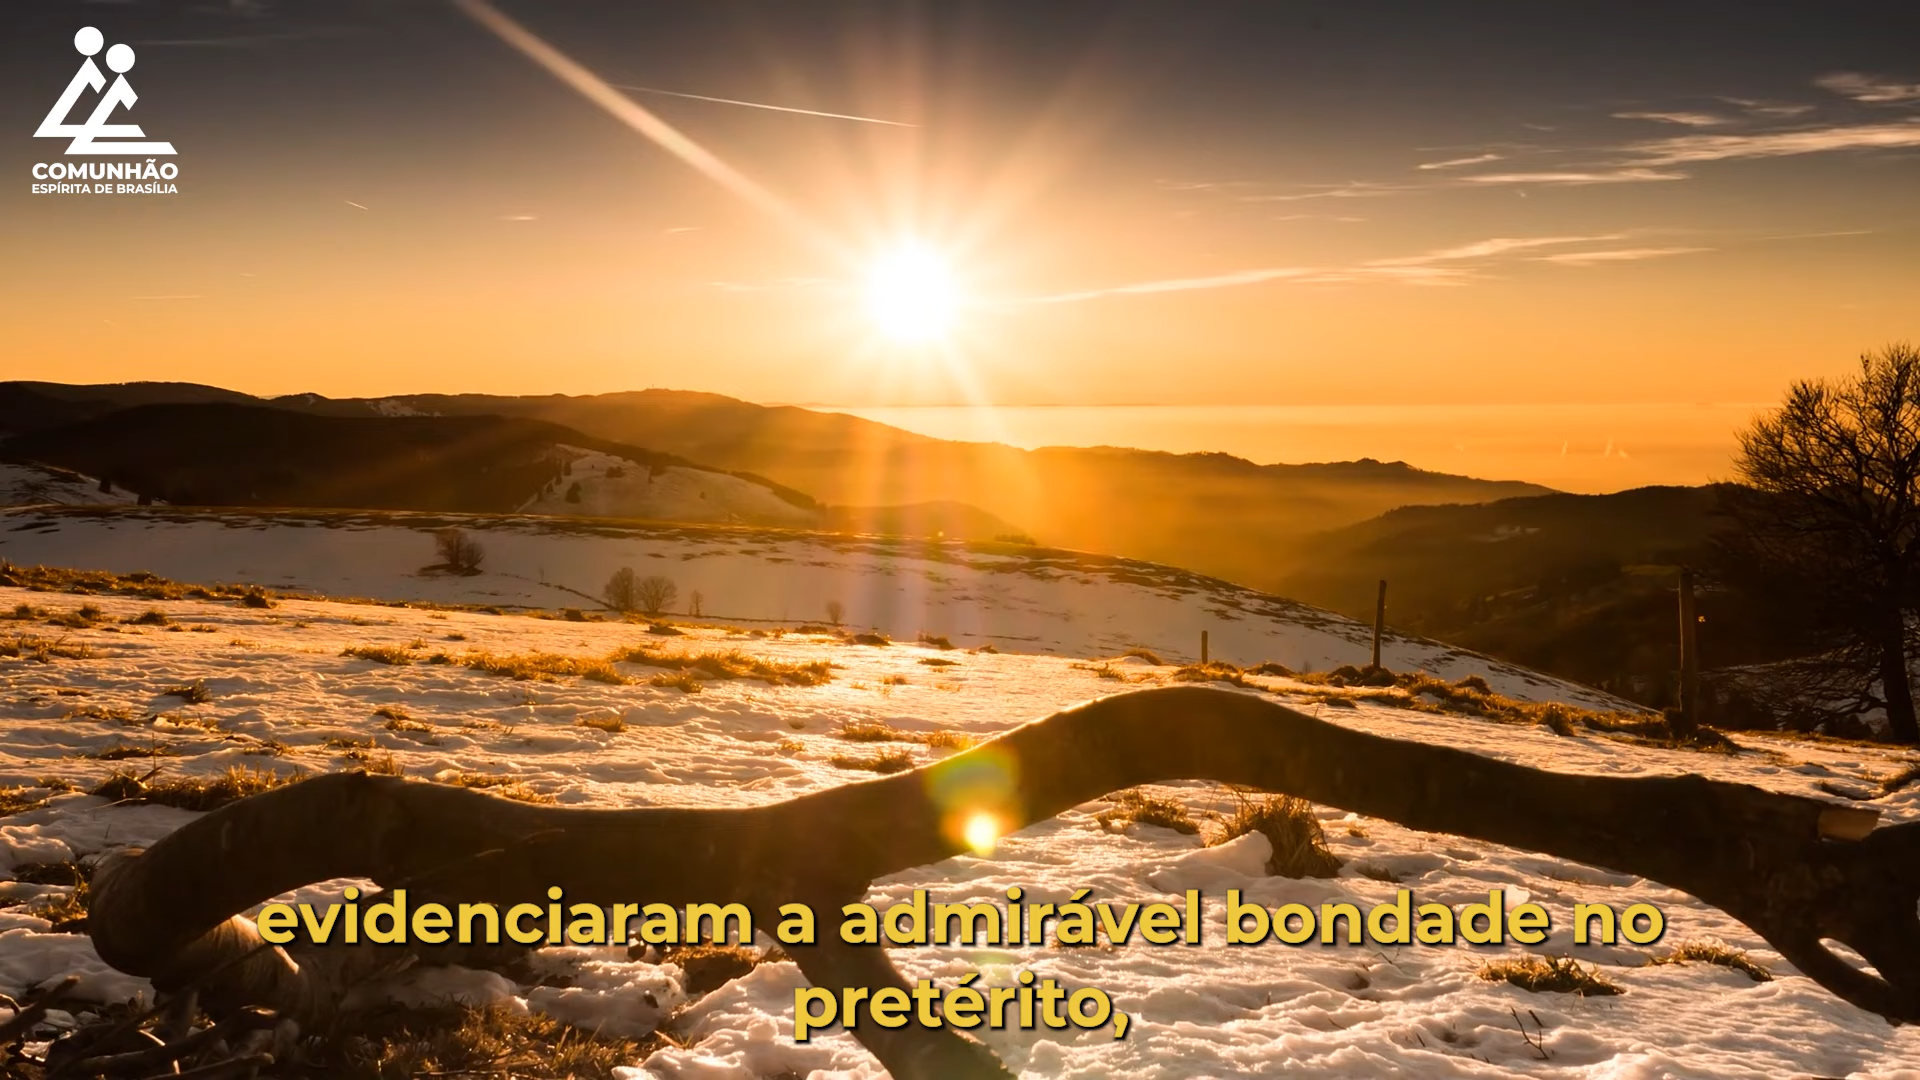 COMUNHÃO
ESPÍRITA DE BRASÍLIA
evidenciaram a admirável bondade no
pretérito,